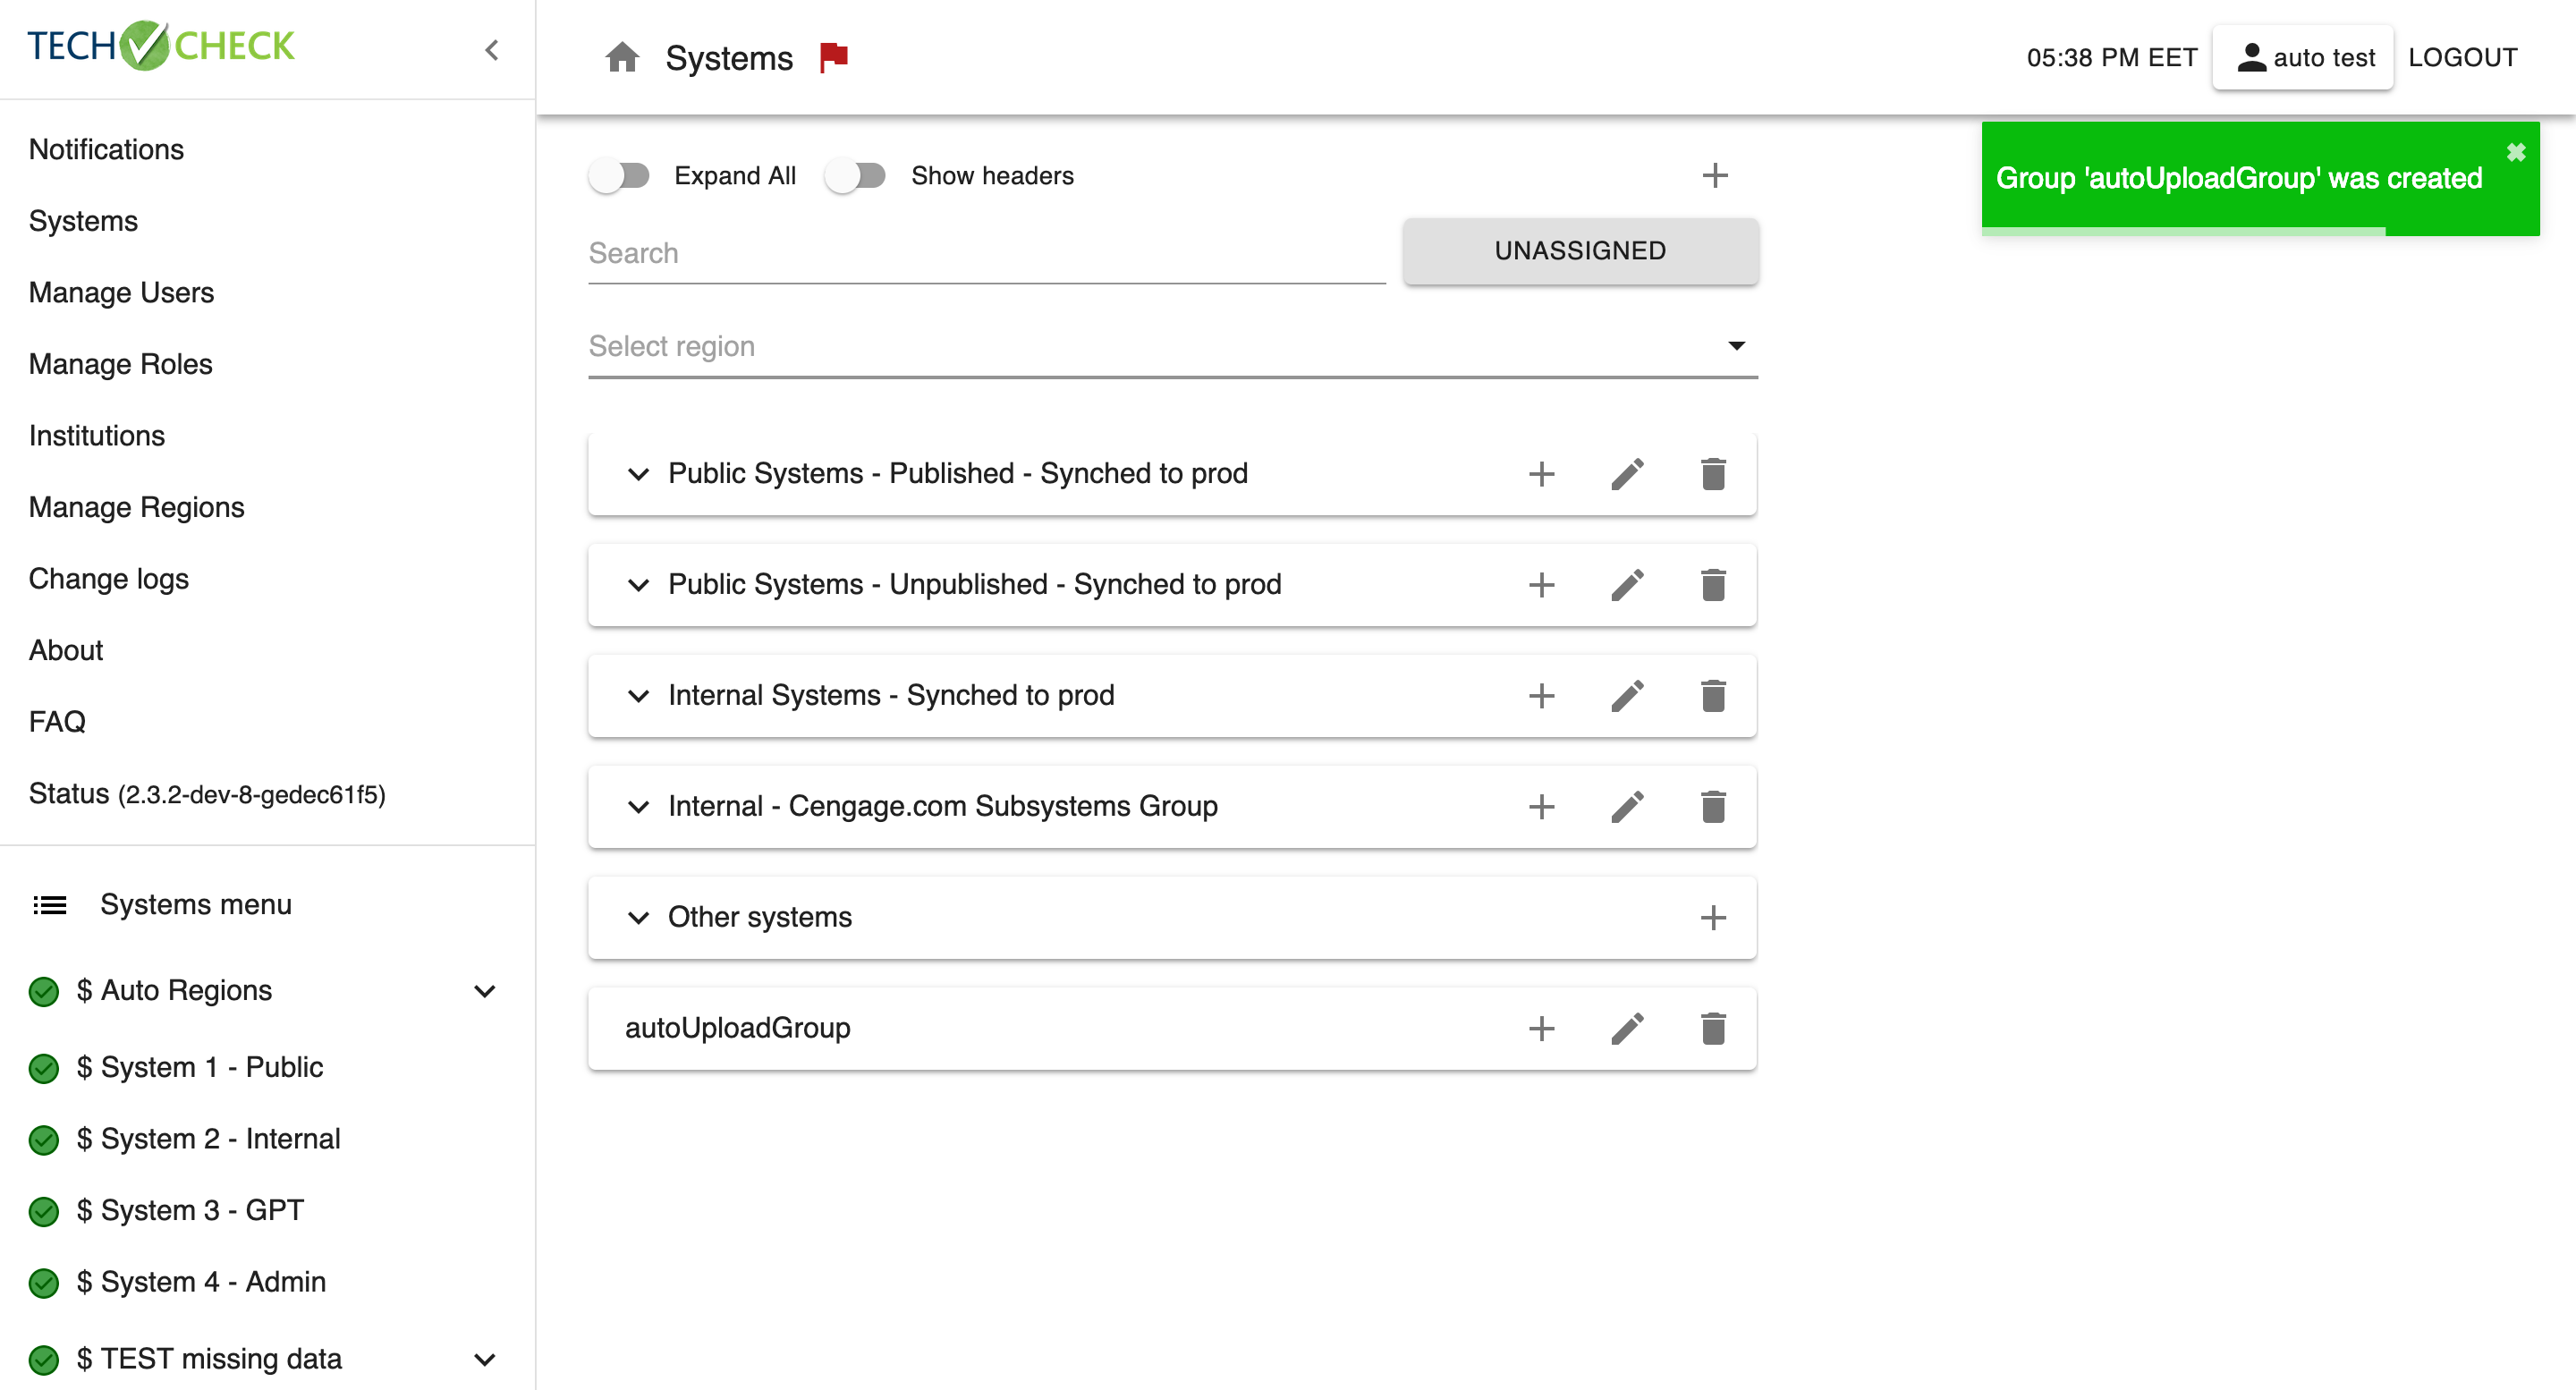 TECH CHECK
Notifications
Systems
Manage Users
Manage Roles
Institutions
Manage Regions
Change logs
About
FAQ
Status (2.3.2-dev-8-gedec61f5)
Systems menu
$ Auto Regions
$ System 1 - Public
$ System 2 - Internal
$ System 3 - GPT
$ System 4 - Admin
$ TEST missing data
Systems
05:38 PM EET
auto test
LOGOUT
Group 'autoUploadGroup' was created
Expand All
Show headers
Search
UNASSIGNED
Select region
Public Systems - Published - Synched to prod
Public Systems - Unpublished - Synched to prod
Internal Systems - Synched to prod
Internal - Cengage.com Subsystems Group
Other systems
autoUploadGroup